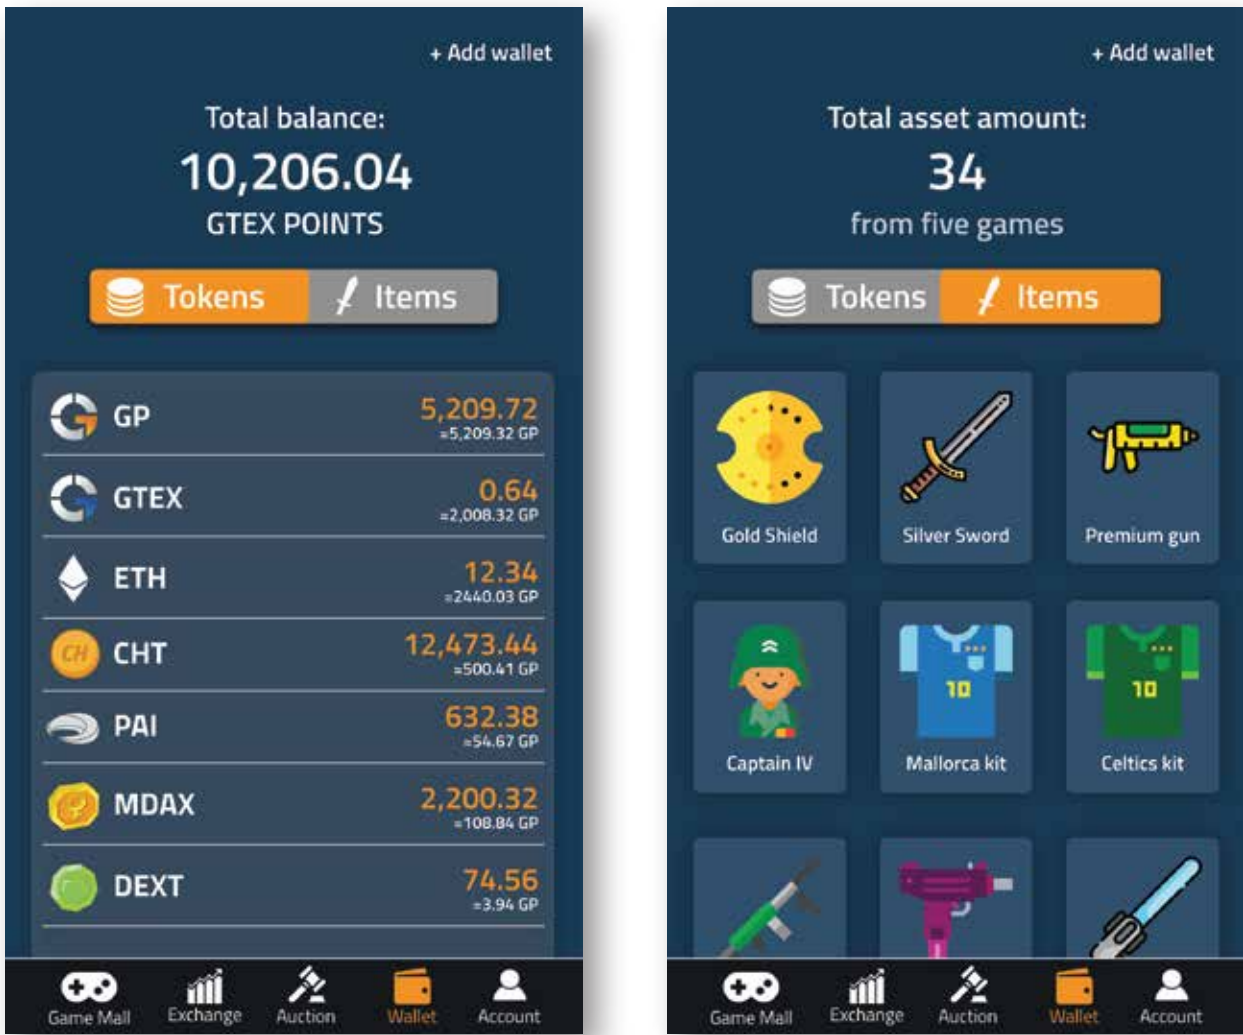 + Add wallet
Total balance:
10,206.04
GTEX POINTS
Tokens
Items
GP
5,209.72
=5,209.32 GP
GTEX
0.64
=2,008.32 GP
ETH
12.34
=2440.03 GP
CH
CHT
12,473.44
=500.41 GP
PAI
632.38
=54.67 GP
MDAX
2,200.32
=108.84 GP
DEXT
74.56
=3.94 GP
Game Mall
Exchange
Auction
Wallet
Account
+ Add wallet
Total asset amount:
34
from five games
Tokens
Items
Gold Shield
Silver Sword
Premium gun
10
10
Captain IV
Mallorca kit
Celtics kit
Game Mall
Exchange
Auction
Wallet
Account